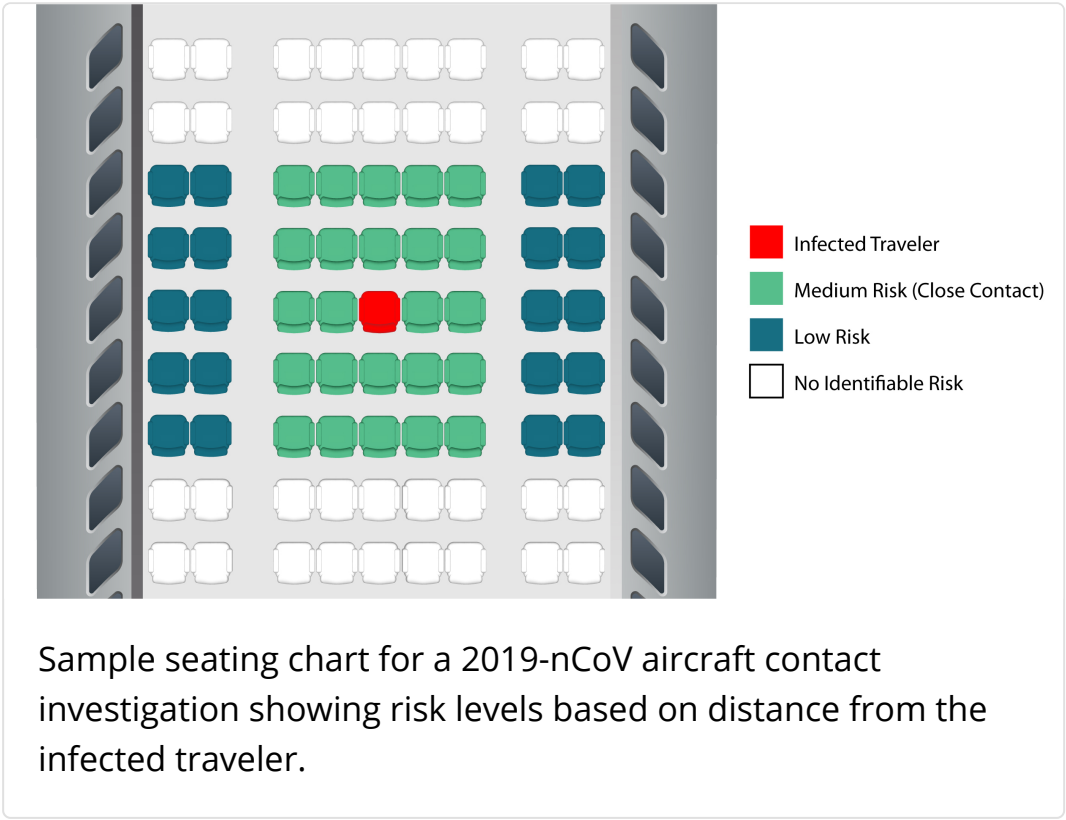 Infected Traveler
Medium Risk (Close Contact)
Low Risk
No Identifiable Risk
Sample seating chart for a 2019-nCoV aircraft contact
investigation showing risk levels based on distance from the
infected traveler.